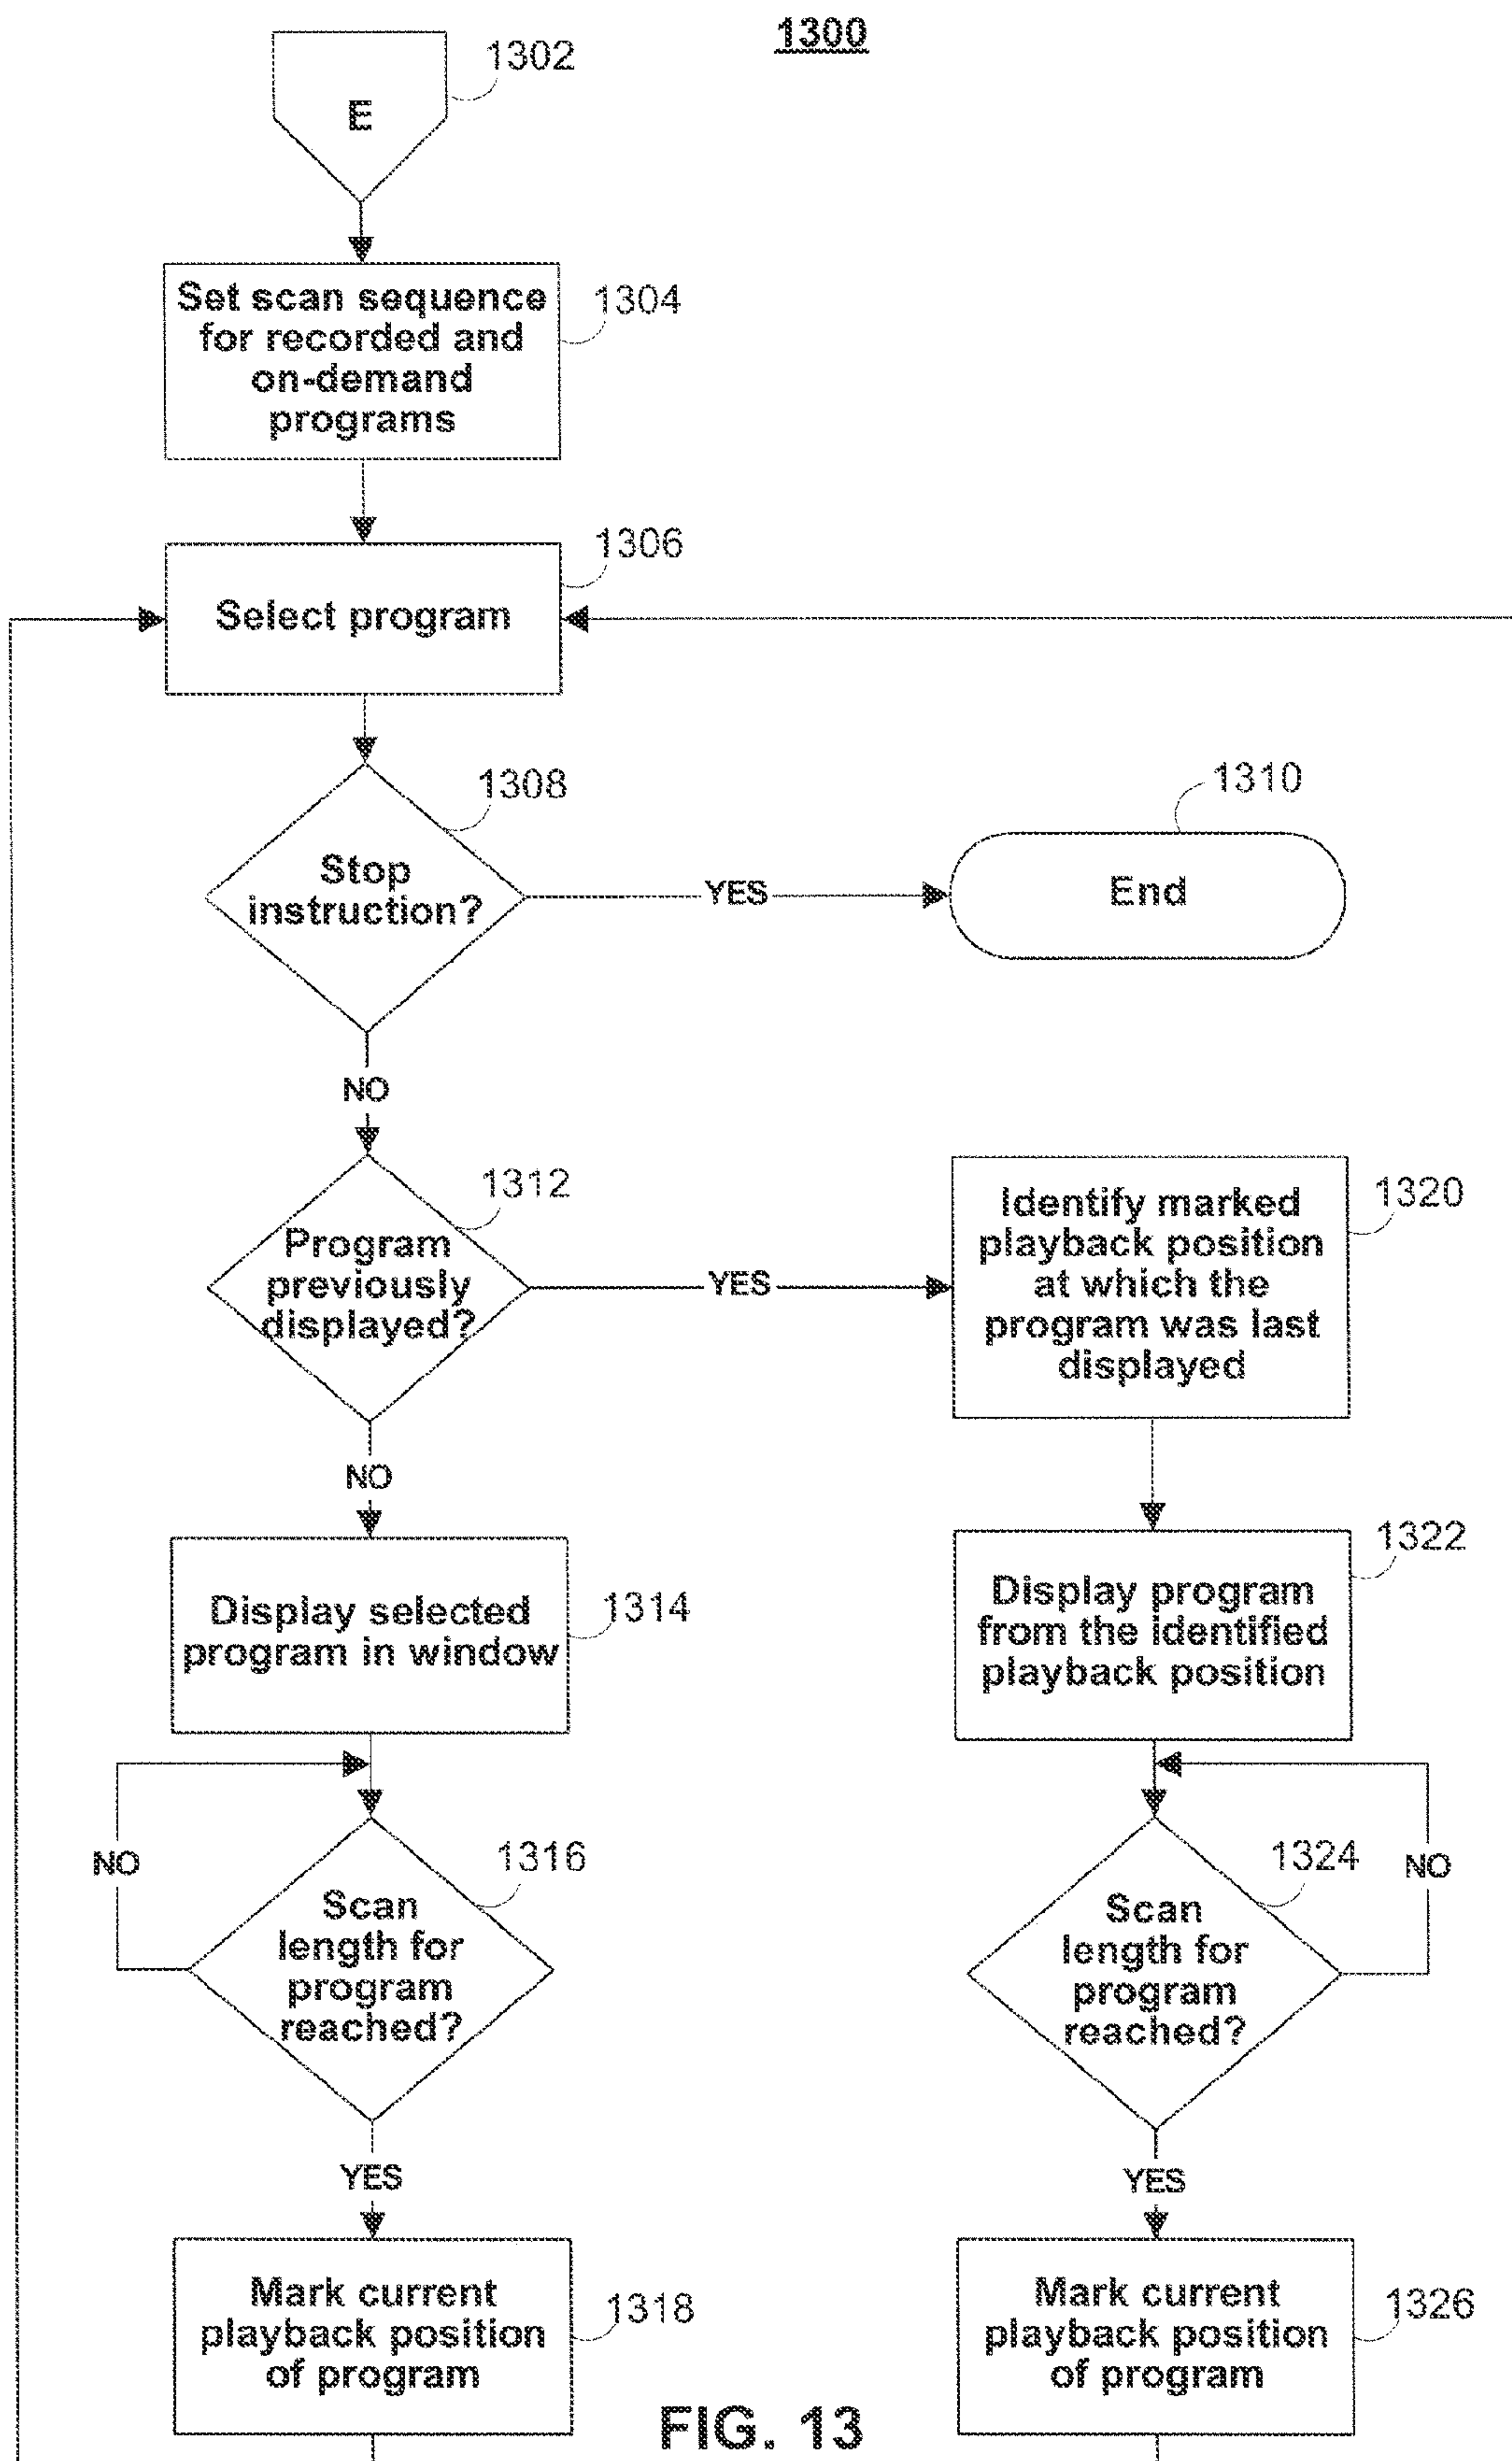 1300
1302
E
Set scan sequence
for recorded and
on-demand
programs
1304
1306
Select program
1308
Stop
instruction?
YES
1310
End
NO
1312
Program
previously
displayed?
YES
1320
Identify marked
playback position
at which the
program was last
displayed
NO
Display selected
program in window
1314
1322
Display program
from the identified
playback position
NO
1316
Scan
length for
program
reached?
1324
NO
Scan
length for
program
reached?
YES
YES
Mark current
playback position
of program
1318
Mark current
playback position
of program
1326
FIG. 13